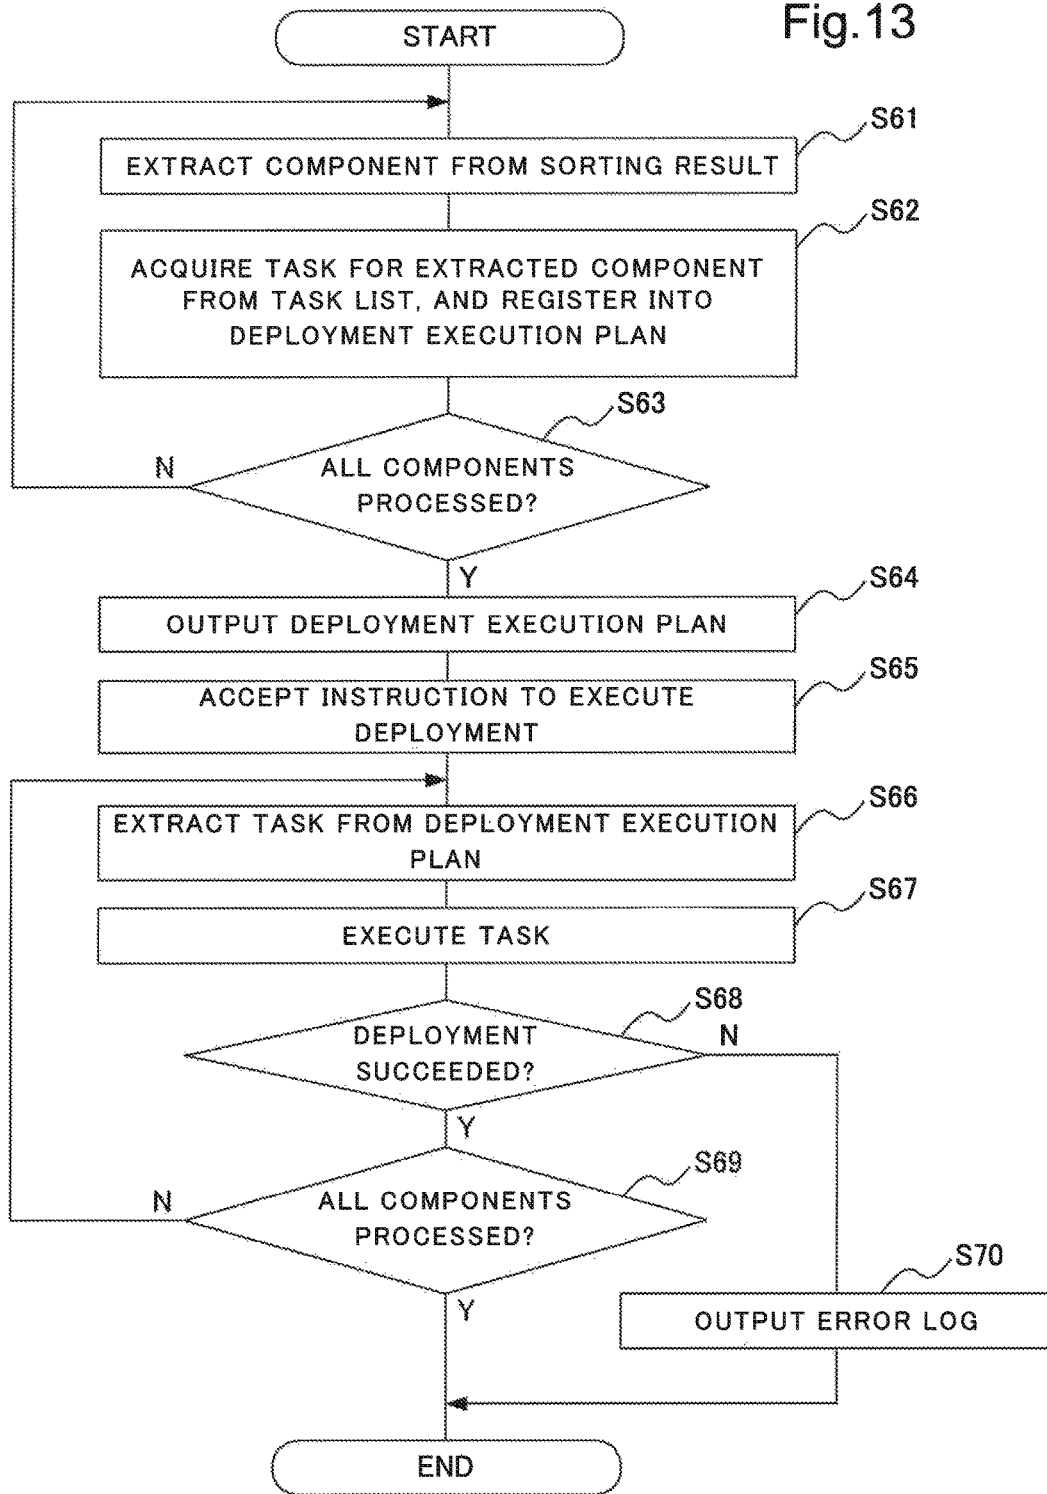 Fig.13
START
S61
EXTRACT COMPONENT FROM SORTING RESULT
S62
ACQUIRE TASK FOR EXTRACTED COMPONENT
FROM TASK LIST, AND REGISTER INTO
DEPLOYMENT EXECUTION PLAN
S63
N
ALL COMPONENTS
PROCESSED?
Y
S64
OUTPUT DEPLOYMENT EXECUTION PLAN
S65
ACCEPT INSTRUCTION TO EXECUTE
DEPLOYMENT
S66
EXTRACT TASK FROM DEPLOYMENT EXECUTION
PLAN
S67
EXECUTE TASK
S68
N
DEPLOYMENT
SUCCEEDED?
Y
S69
N
ALL COMPONENTS
PROCESSED?
Y
S70
OUTPUT ERROR LOG
END